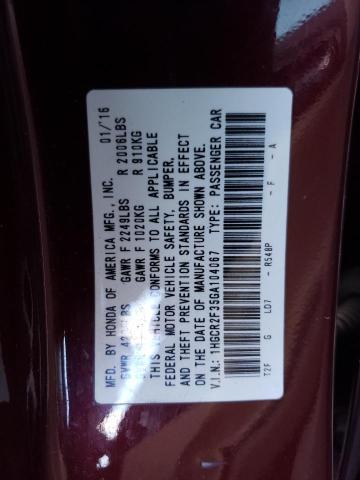 MFD. BY HONDA OF AMERICA MFG., INC. 01/'16
GVWR GAWR F 2249LBS R 2006LBS
GAWR F 1020KG R 910KG
THIS VEHICLE CONFORMS TO ALL APPLICABLE
FEDERAL MOTOR VEHICLE SAFETY, BUMPER,
AND THEFT PREVENTION STANDARDS IN EFFECT
ON THE DATE OF MANUFACTURE SHOWN ABOVE.
V.I.N.: 1HGCR2F35GA104067 TYPE: PASSENGER CAR
T2F G LD7 - R548P - F - A